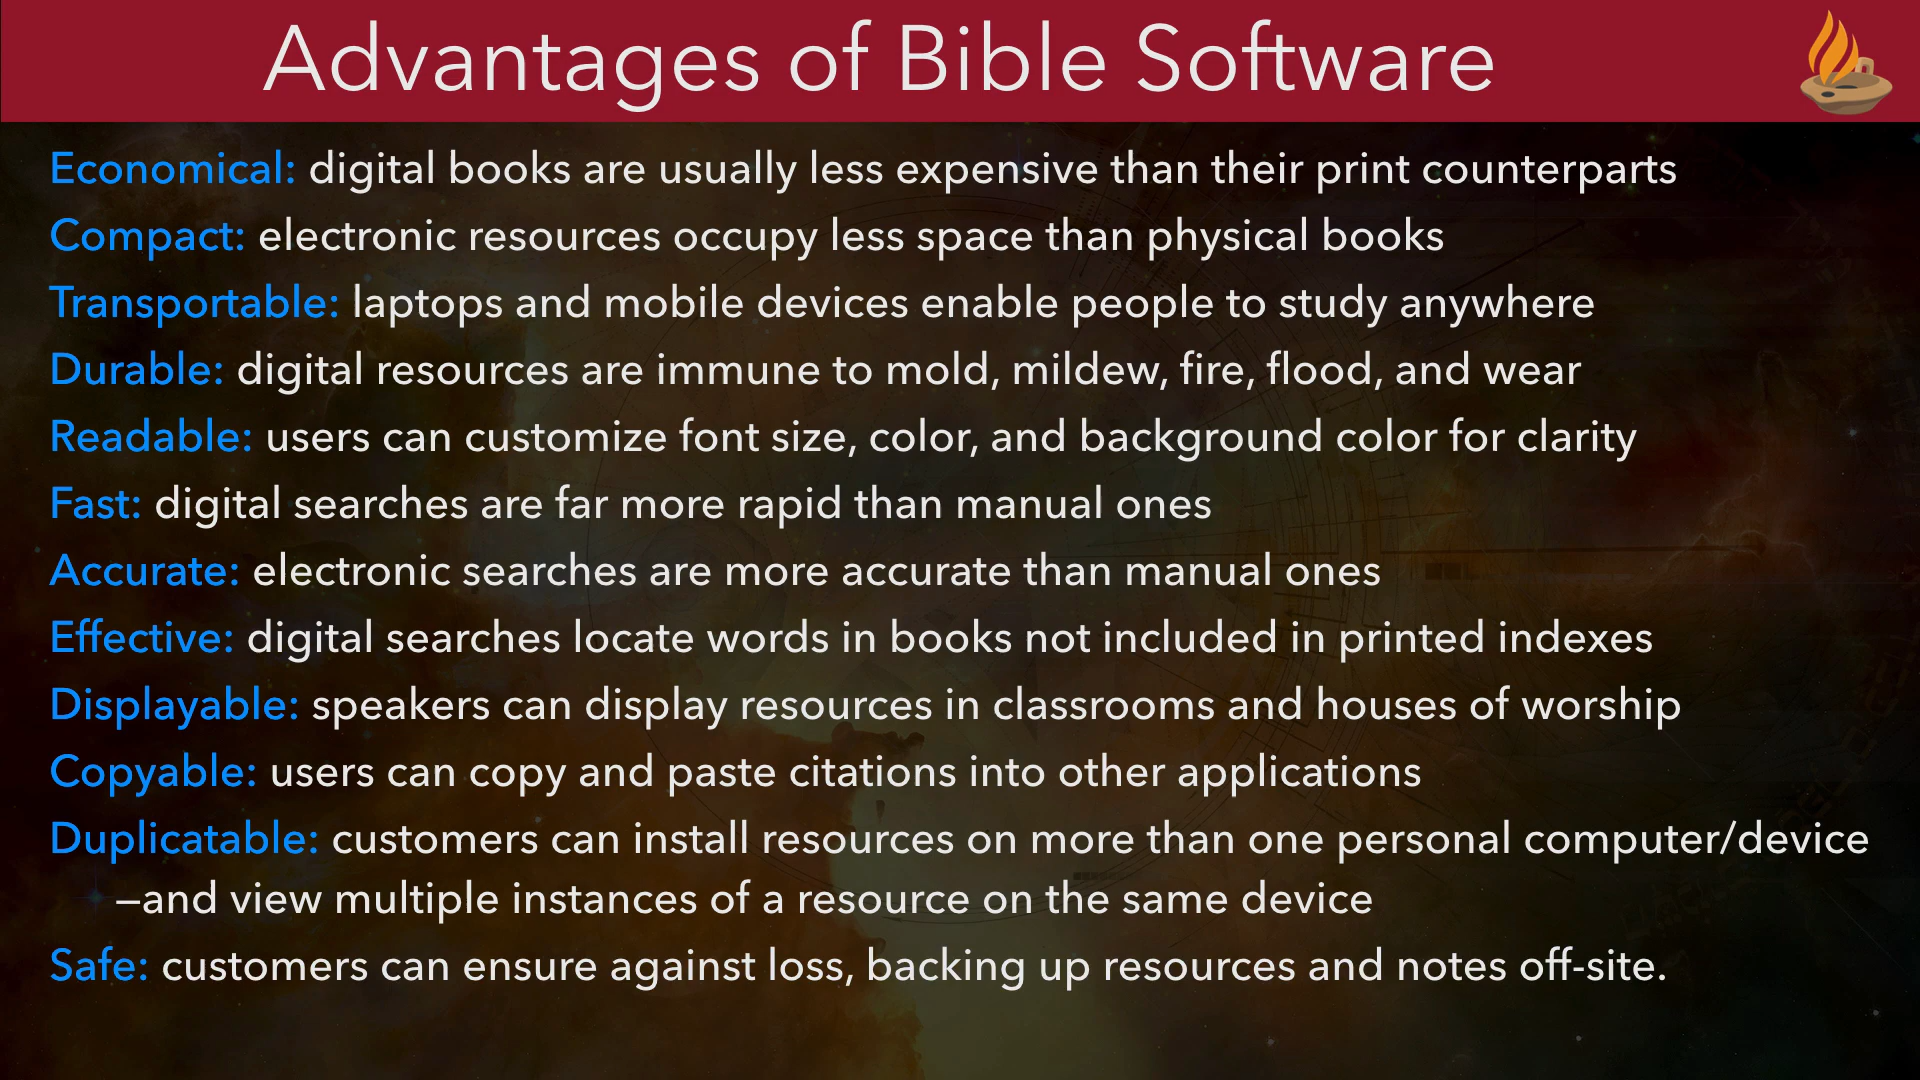 Advantages of Bible Software
Economical: digital books are usually less expensive than their print counterparts
Compact: electronic resources occupy less space than physical books
Transportable: laptops and mobile devices enable people to study anywhere
Durable: digital resources are immune to mold, mildew, fire, flood, and wear
Readable: users can customize font size, color, and background color for clarity
Fast: digital searches are far more rapid than manual ones
Accurate: electronic searches are more accurate than manual ones
Effective: digital searches locate words in books not included in printed indexes
Displayable: speakers can display resources in classrooms and houses of worship
Copyable: users can copy and paste citations into other applications
Duplicatable: customers can install resources on more than one personal computer/device
–and view multiple instances of a resource on the same device
Safe: customers can ensure against loss, backing up resources and notes off-site.